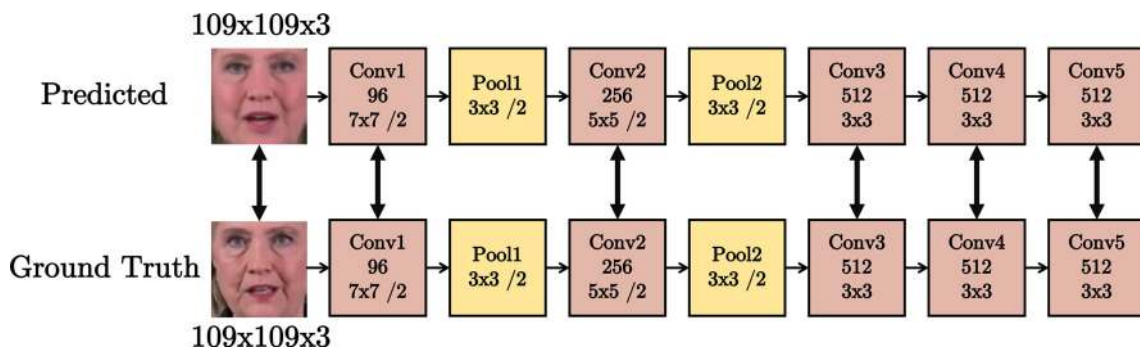 109x109x3
Predicted
Conv1
96
7x7 /2
Pool1
3x3 /2
Conv2
256
5x5 /2
Pool2
3x3 /2
Conv3
512
3x3
Conv4
512
3x3
Conv5
512
3x3
Ground Truth
Conv1
96
7x7 /2
Pool1
3x3 /2
Conv2
256
5x5 /2
Pool2
3x3 /2
Conv3
512
3x3
Conv4
512
3x3
Conv5
512
3x3
109x109x3